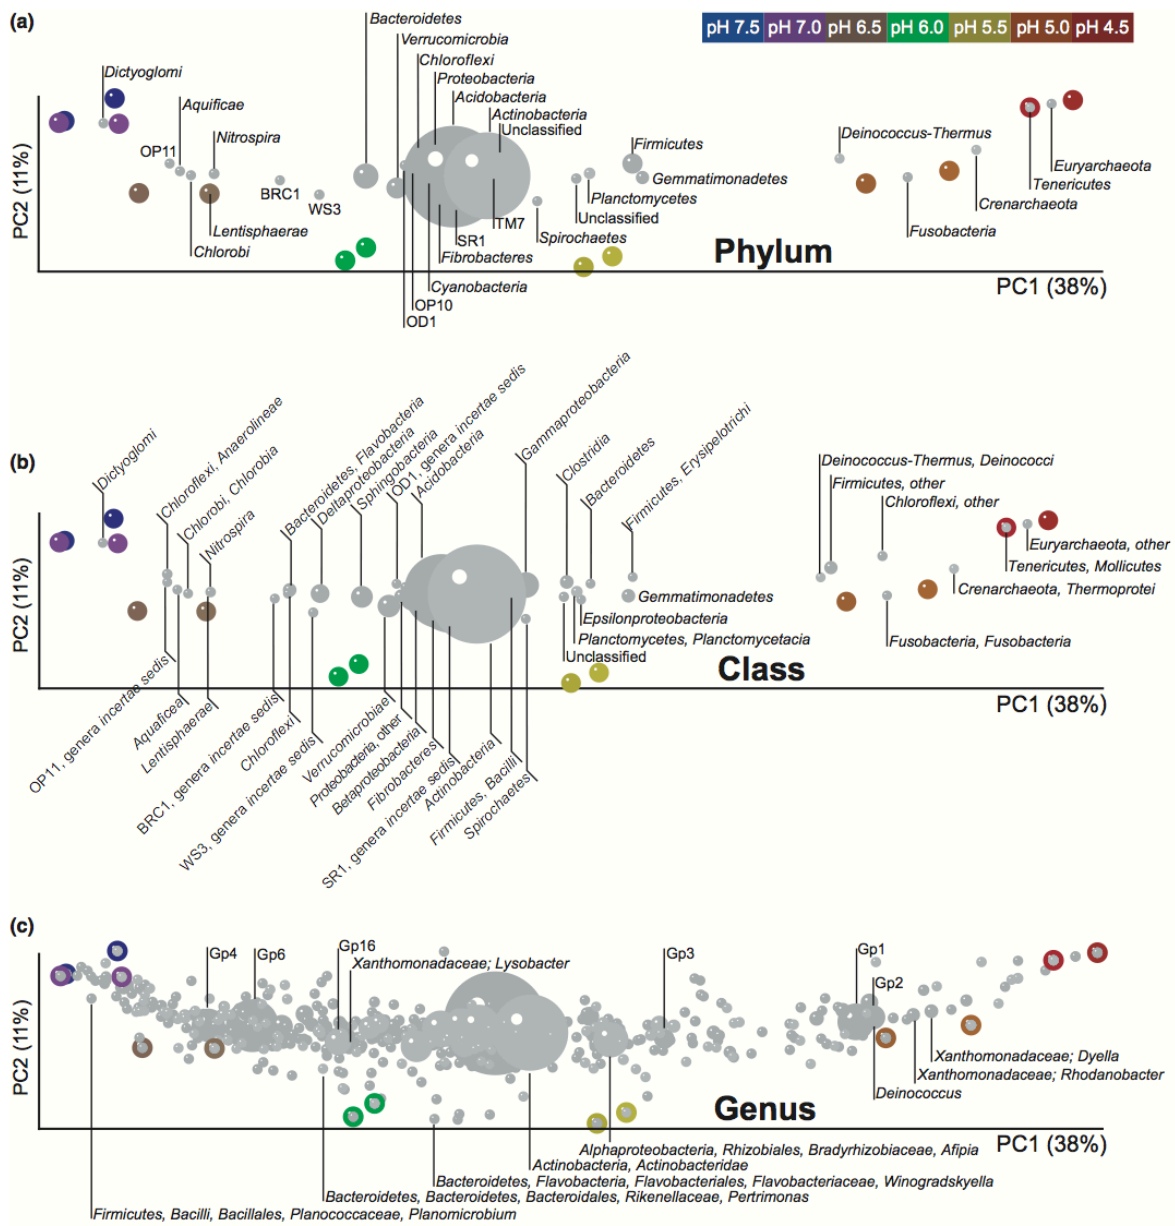 (a)
pH 7.5 pH 7.0 pH 6.5 pH 6.0 pH 5.5 pH 5.0 pH 4.5
Bacteroidetes
Verrucomicrobia
Chloroflexi
Proteobacteria
Acidobacteria
Actinobacteria
Unclassified
Dictyoglomi
Aquificae
Nitrospira
OP11
BRC1
WS3
Lentisphaerae
Chlorobi
Firmicutes
Gemmatimonadetes
Planctomycetes
Unclassified
Spirochaetes
TM7
SR1
Fibrobacteres
Cyanobacteria
OP10
OD1
Deinococcus-Thermus
Euryarchaeota
Tenericutes
Crenarchaeota
Fusobacteria
Phylum
PC2 (11%)
PC1 (38%)
(b)
Dictyoglomi
Chloroflexi, Anaerolineae
Chlorobi, Chlorobia
Nitrospira
Bacteroidetes, Flavobacteria
Deltaproteobacteria
Sphingobacteria
OD1, genera incertae sedis
Acidobacteria
Gammaproteobacteria
Clostridia
Bacteroidetes
Firmicutes, Erysipelotrichi
Deinococcus-Thermus, Deinococci
Firmicutes, other
Chloroflexi, other
Euryarchaeota, other
Tenericutes, Mollicutes
Crenarchaeota, Thermoprotei
Fusobacteria, Fusobacteria
Gemmatimonadetes
Epsilonproteobacteria
Planctomycetes, Planctomycetacia
Unclassified
Class
PC2 (11%)
PC1 (38%)
OP11, genera incertae sedis
Aquaficea
Lentisphaerae
BRC1, genera incertae sedis
Chloroflexi
WS3, genera incertae sedis
Verrucomicrobiae
Proteobacteria, other
Betaproteobacteria
Fibrobacteres
SR1, genera incertae sedis
Actinobacteria
Firmicutes, Bacilli
Spirochaetes
(c)
Gp4
Gp6
Gp16
Xanthomonadaceae; Lysobacter
Gp3
Gp1
Gp2
Xanthomonadaceae; Dyella
Xanthomonadaceae; Rhodanobacter
Deinococcus
Genus
PC2 (11%)
PC1 (38%)
Alphaproteobacteria, Rhizobiales, Bradyrhizobiaceae, Afipia
Actinobacteria, Actinobacteridae
Bacteroidetes, Flavobacteria, Flavobacteriales, Flavobacteriaceae, Winogradskyella
Bacteroidetes, Bacteroidetes, Bacteroidales, Rikenellaceae, Pertrimonas
Firmicutes, Bacilli, Bacillales, Planococcaceae, Planomicrobium